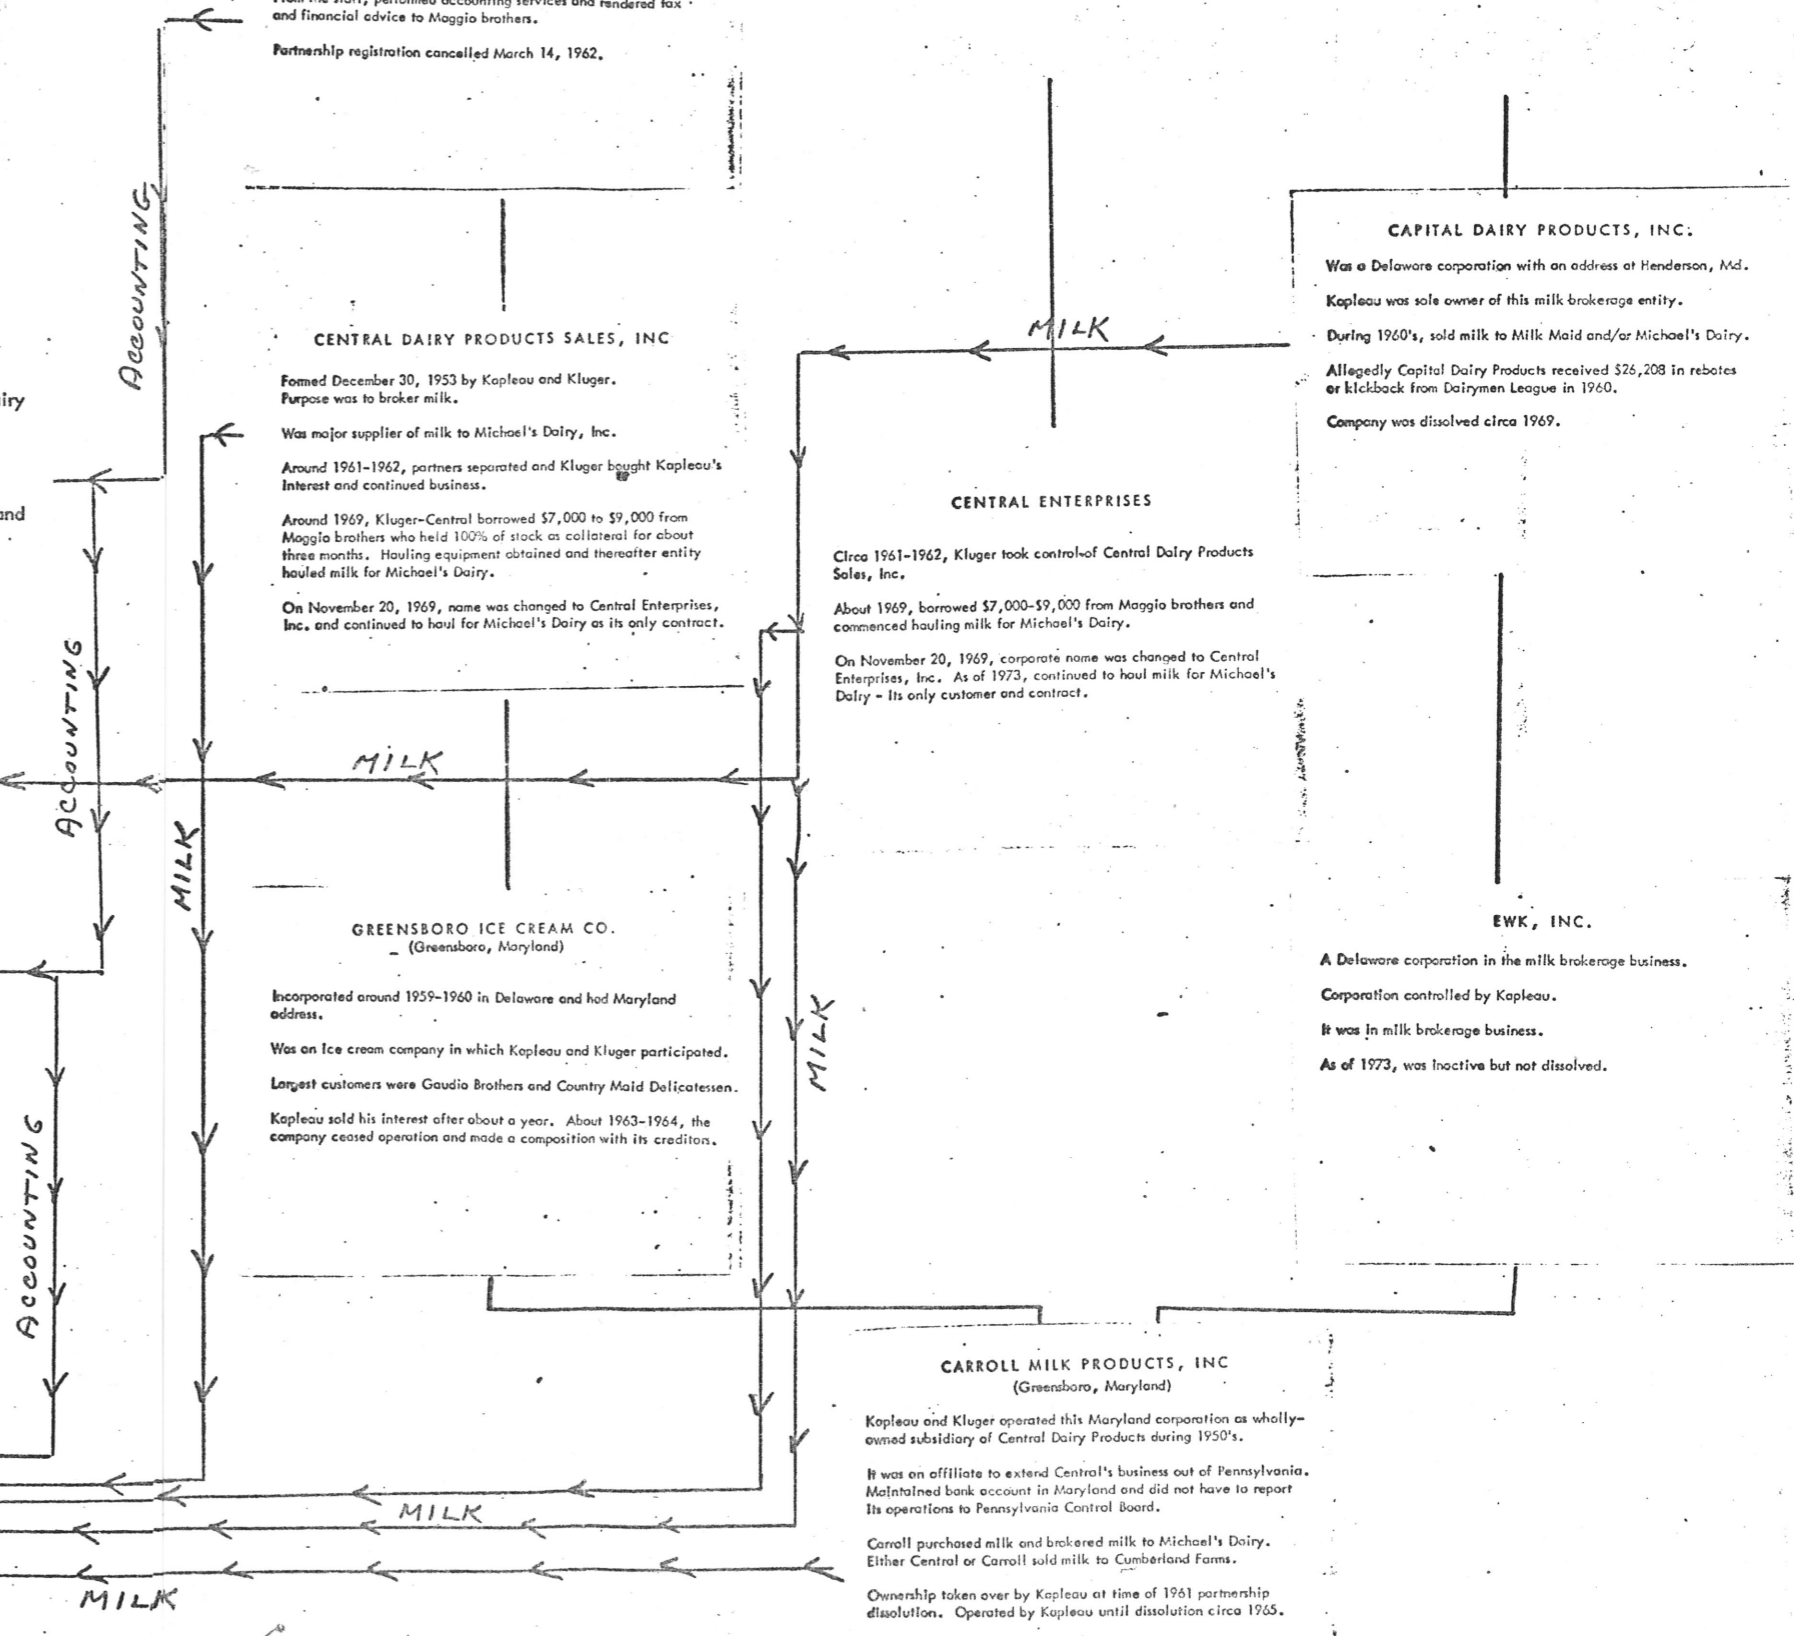 From the staff, performed accounting services and rendered tax
and financial advice to Maggio brothers.
Partnership registration cancelled March 14, 1962.
ACCOUNTING
iry
and
ACCOUNTING
ACCOUNTING
CENTRAL DAIRY PRODUCTS SALES, INC
Formed December 30, 1953 by Kapleau and Kluger.
Purpose was to broker milk.
Was major supplier of milk to Michael's Dairy, Inc.
Around 1961-1962, partners separated and Kluger bought Kapleau's
Interest and continued business.
Around 1969, Kluger-Central borrowed $7,000 to $9,000 from
Maggio brothers who held 100% of stock as collateral for about
three months. Hauling equipment obtained and thereafter entity
hauled milk for Michael's Dairy.
On November 20, 1969, name was changed to Central Enterprises,
Inc. and continued to haul for Michael's Dairy as its only contract.
MILK
MILK
GREENSBORO ICE CREAM CO.
(Greensboro, Maryland)
Incorporated around 1959-1960 in Delaware and had Maryland
address.
Was an Ice cream company in which Kapleau and Kluger participated.
Largest customers were Gaudio Brothers and Country Maid Delicatessen.
Kapleau sold his interest after about a year. About 1963-1964, the
company ceased operation and made a composition with its creditors.
MILK
CENTRAL ENTERPRISES
Circa 1961-1962, Kluger took control of Central Dairy Products
Sales, Inc.
About 1969, borrowed $7,000-$9,000 from Maggio brothers and
commenced hauling milk for Michael's Dairy.
On November 20, 1969, corporate name was changed to Central
Enterprises, Inc. As of 1973, continued to haul milk for Michael's
Dairy - Its only customer and contract.
MILK
CAPITAL DAIRY PRODUCTS, INC.
Was a Delaware corporation with an address at Henderson, Md.
Kapleau was sole owner of this milk brokerage entity.
During 1960's, sold milk to Milk Maid and/or Michael's Dairy.
Allegedly Capital Dairy Products received $26,208 in rebates
or kickback from Dairymen League in 1960.
Company was dissolved circa 1969.
EWK, INC.
A Delaware corporation in the milk brokerage business.
Corporation controlled by Kapleau.
It was in milk brokerage business.
As of 1973, was inactive but not dissolved.
CARROLL MILK PRODUCTS, INC
(Greensboro, Maryland)
Kapleau and Kluger operated this Maryland corporation as wholly-
owned subsidiary of Central Dairy Products during 1950's.
It was an affiliate to extend Central's business out of Pennsylvania.
Maintained bank account in Maryland and did not have to report
Its operations to Pennsylvania Control Board.
Carroll purchased milk and brokered milk to Michael's Dairy.
Either Central or Carroll sold milk to Cumberland Farms.
Ownership taken over by Kapleau at time of 1961 partnership
dissolution. Operated by Kapleau until dissolution circa 1965.
MILK
MILK